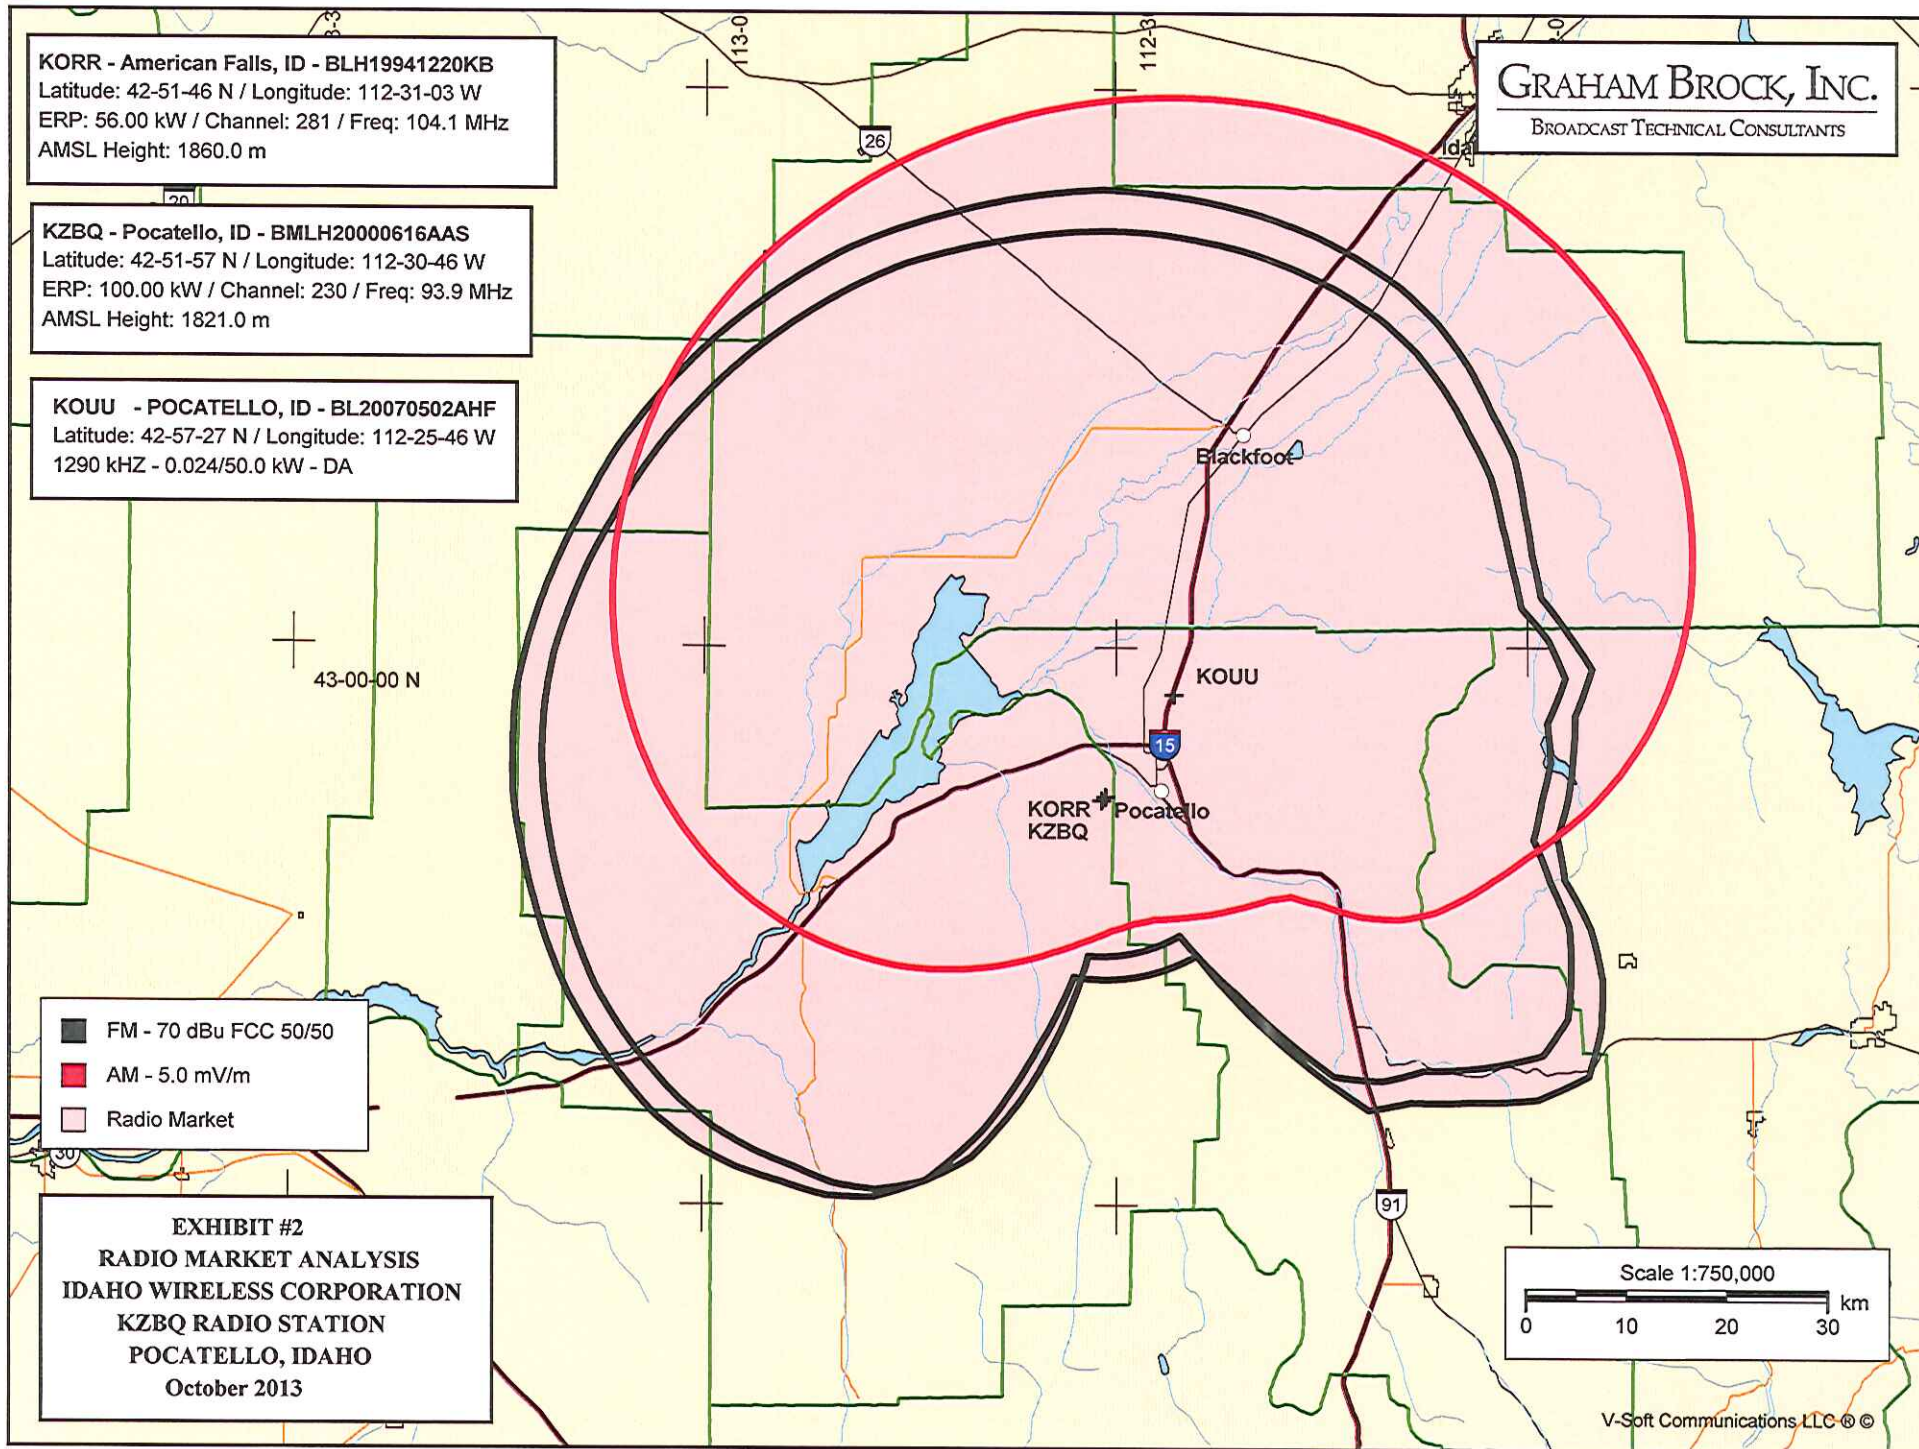 KORR - American Falls, ID - BLH19941220KB
Latitude: 42-51-46 N / Longitude: 112-31-03 W
ERP: 56.00 kW / Channel: 281 / Freq: 104.1 MHz
AMSL Height: 1860.0 m
KZBQ - Pocatello, ID - BMLH20000616AAS
Latitude: 42-51-57 N / Longitude: 112-30-46 W
ERP: 100.00 kW / Channel: 230 / Freq: 93.9 MHz
AMSL Height: 1821.0 m
KOUU - POCATELLO, ID - BL20070502AHF
Latitude: 42-57-27 N / Longitude: 112-25-46 W
1290 kHZ - 0.024/50.0 kW - DA
GRAHAM BROCK, INC.
BROADCAST TECHNICAL CONSULTANTS
26
20
Blackfoot
43-00-00 N
KOUU
15
KORR
KZBQ
Pocatello
FM - 70 dBu FCC 50/50
AM - 5.0 mV/m
Radio Market
30
91
EXHIBIT #2
RADIO MARKET ANALYSIS
IDAHO WIRELESS CORPORATION
KZBQ RADIO STATION
POCATELLO, IDAHO
October 2013
Scale 1:750,000
km
0 10 20 30
V-Soft Communications LLC ® ©